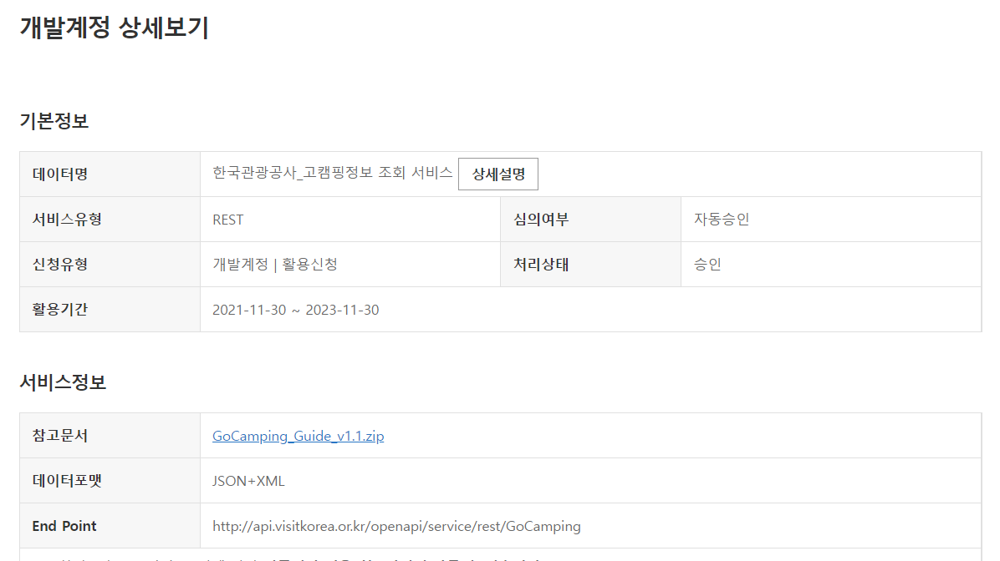 개발계정 상세보기
기본정보
데이터명 한국관광공사_고캠핑정보 조회 서비스 상세설명
서비스유형 REST 심의여부 자동승인
신청유형 개발계정 | 활용신청 처리상태 승인
활용기간 2021-11-30 ~ 2023-11-30
서비스정보
참고문서 GoCamping_Guide_v1.1.zip
데이터포맷 JSON+XML
End Point http://api.visitkorea.or.kr/openapi/service/rest/GoCamping